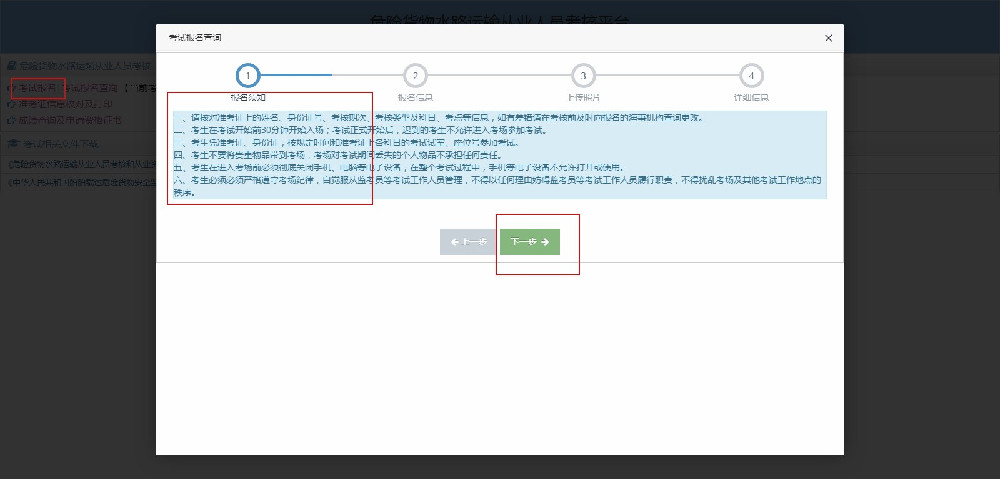 危险货物水路运输从业人员考核平台
考试报名查询
危险货物水路运输从业人员考核
考试报名|考试报名查询 【当前考
准考证信息核对及打印
成绩查询及申请资格证书
考试相关文件下载
《危险货物水路运输从业人员考核和从业资
《中华人民共和国船舶载运危险货物安全监
1
2
3
4
报名须知
报名信息
上传照片
详细信息
一、请核对准考证上的姓名、身份证号、考核期次、考核类型及科目、考点等信息，如有差错请在考核前及时向报名的海事机构查询更改。
二、考生在考试开始前30分钟开始入场；考试正式开始后，迟到的考生不允许进入考场参加考试。
三、考生凭准考证、身份证，按规定时间和准考证上各科目的考试试室、座位号参加考试。
四、考生不要将贵重物品带到考场，考场对考试期间丢失的个人物品不承担任何责任。
五、考生在进入考场前必须彻底关闭手机、电脑等电子设备，在整个考试过程中，手机等电子设备不允许打开或使用。
六、考生必须必须严格遵守考场纪律，自觉服从监考员等考试工作人员管理，不得以任何理由妨碍监考员等考试工作人员履行职责，不得扰乱考场及其他考试工作地点的
秩序。
上一步
下一步